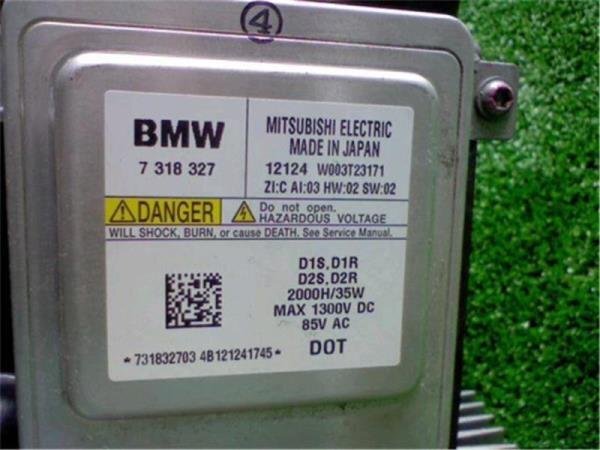 4
BMW
7 318 327
MITSUBISHI ELECTRIC
MADE IN JAPAN
12124 W003T23171
ZI:C AI:03 HW:02 SW:02
DANGER
Do not open.
HAZARDOUS VOLTAGE
WILL SHOCK, BURN, or cause DEATH. See Service Manual.
D1S,D1R
D2S,D2R
2000H/35W
MAX 1300V DC
85V AC
*731832703 4B121241745*
DOT